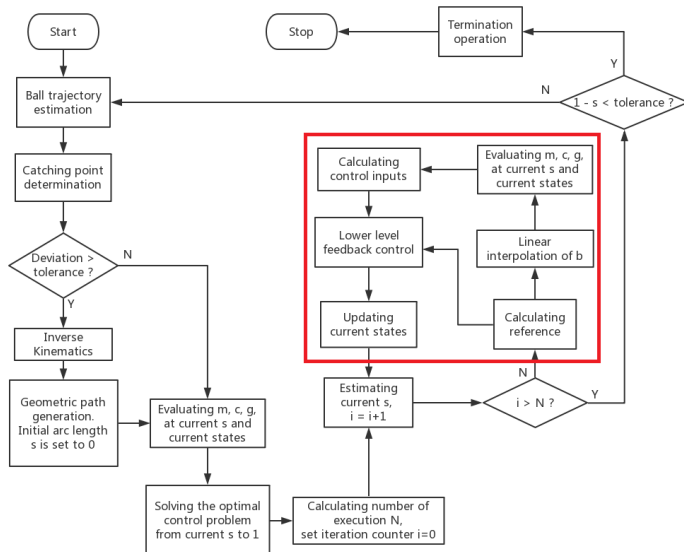 Start
Stop
Termination
operation
Y
N
1 - s < tolerance ?
Ball trajectory
estimation
Catching point
determination
Deviation >
tolerance ?
N
Y
Inverse
Kinematics
Geometric path
generation.
Initial arc length
s is set to 0
Evaluating m, c, g,
at current s and
current states
Solving the optimal
control problem
from current s to 1
Calculating number of
execution N,
set iteration counter i=0
Estimating
current s,
i = i+1
i > N ?
N
Y
Calculating
reference
Linear
interpolation of b
Evaluating m, c, g,
at current s and
current states
Calculating
control inputs
Lower level
feedback control
Updating
current states